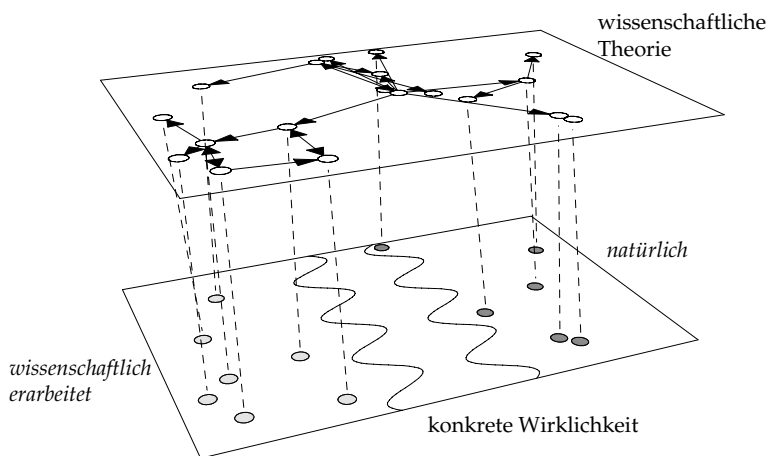 wissenschaftliche
Theorie
natürlich
wissenschaftlich
erarbeitet
konkrete Wirklichkeit